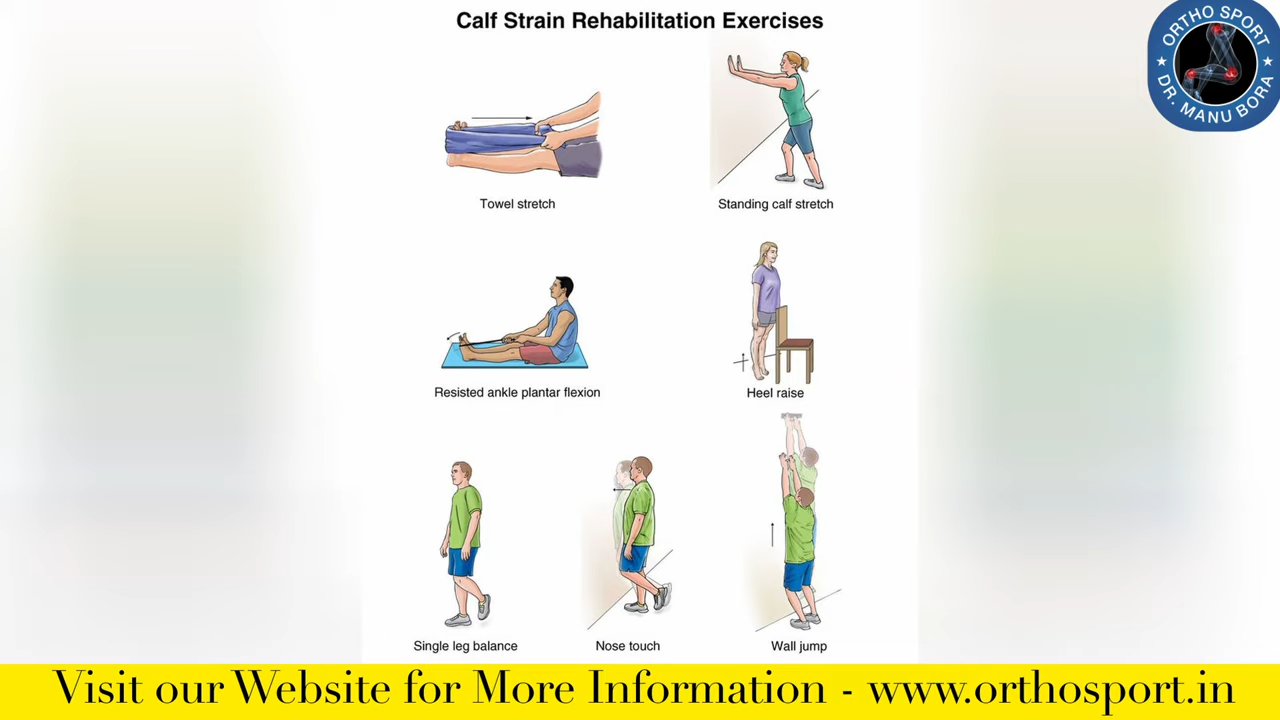 Calf Strain Rehabilitation Exercises
ORTHO SPORT
DR. MANU BORA
Towel stretch
Standing calf stretch
Resisted ankle plantar flexion
Heel raise
Single leg balance
Nose touch
Wall jump
Visit our Website for More Information - www.orthosport.in